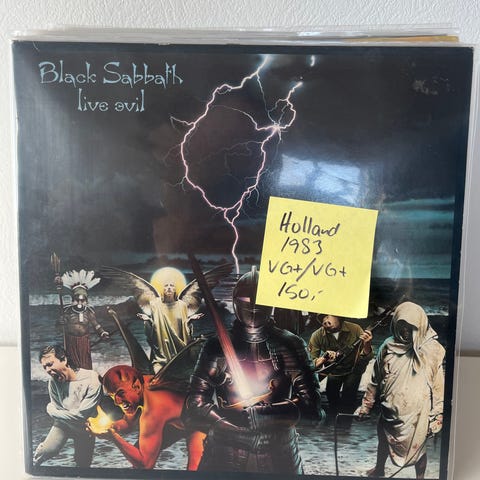 Black Sabbath
live evil
Holland
1983
VG+/VG+
150,-